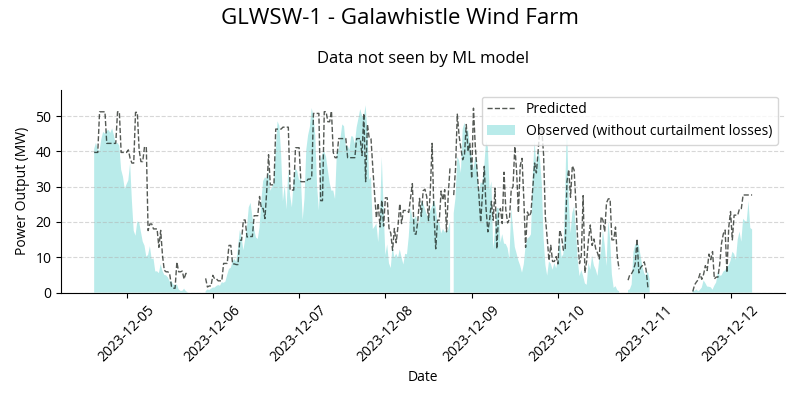 GLWSW-1 - Galawhistle Wind Farm
Data not seen by ML model
Predicted
Observed (without curtailment losses)
Power Output (MW)
50
40
30
20
10
0
2023-12-05
2023-12-06
2023-12-07
2023-12-08
2023-12-09
2023-12-10
2023-12-11
2023-12-12
Date